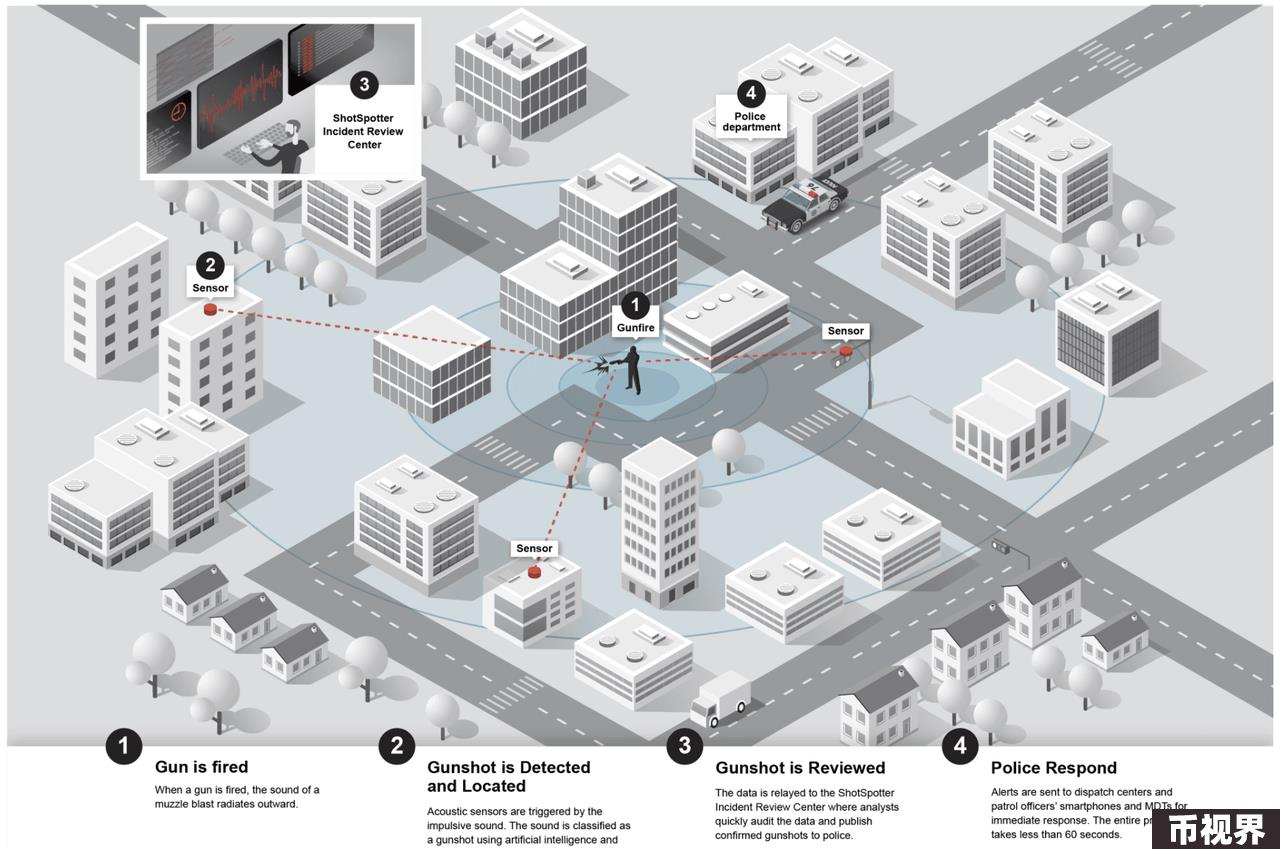 3
ShotSpotter
Incident Review
Center
4
Police
department
2
Sensor
1
Gunfire
Sensor
Sensor
1
Gun is fired
When a gun is fired, the sound of a
muzzle blast radiates outward.
2
Gunshot is Detected
and Located
Acoustic sensors are triggered by the
impulsive sound. The sound is classified as
a gunshot using artificial intelligence and
3
Gunshot is Reviewed
The data is relayed to the ShotSpotter
Incident Review Center where analysts
quickly audit the data and publish
confirmed gunshots to police.
4
Police Respond
Alerts are sent to dispatch centers and
patrol officers' smartphones and MDTs for
immediate response. The entire
takes less than 60 seconds.
币视界